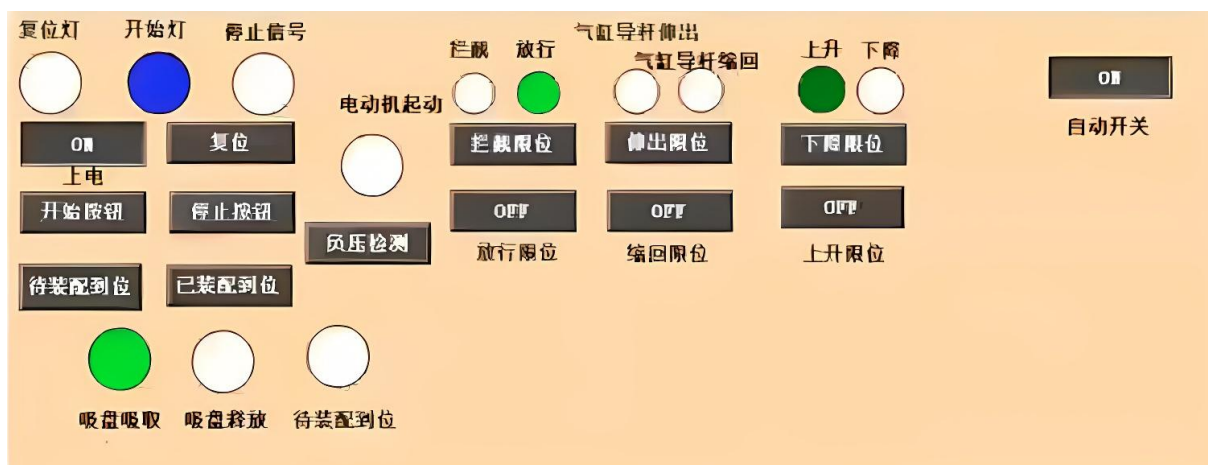 复位灯 开始灯 停止信号
气缸导杆伸出
拦截 放行 气缸导杆缩回 上升 下降
ON
电动机起动
自动开关
ON 复位 拦截限位 伸出限位 下降限位
上电
开始按钮 停止按钮 OFF OFF OFF
负压检测 放行限位 缩回限位 上升限位
待装配到位 已装配到位
吸盘吸取 吸盘释放 待装配到位